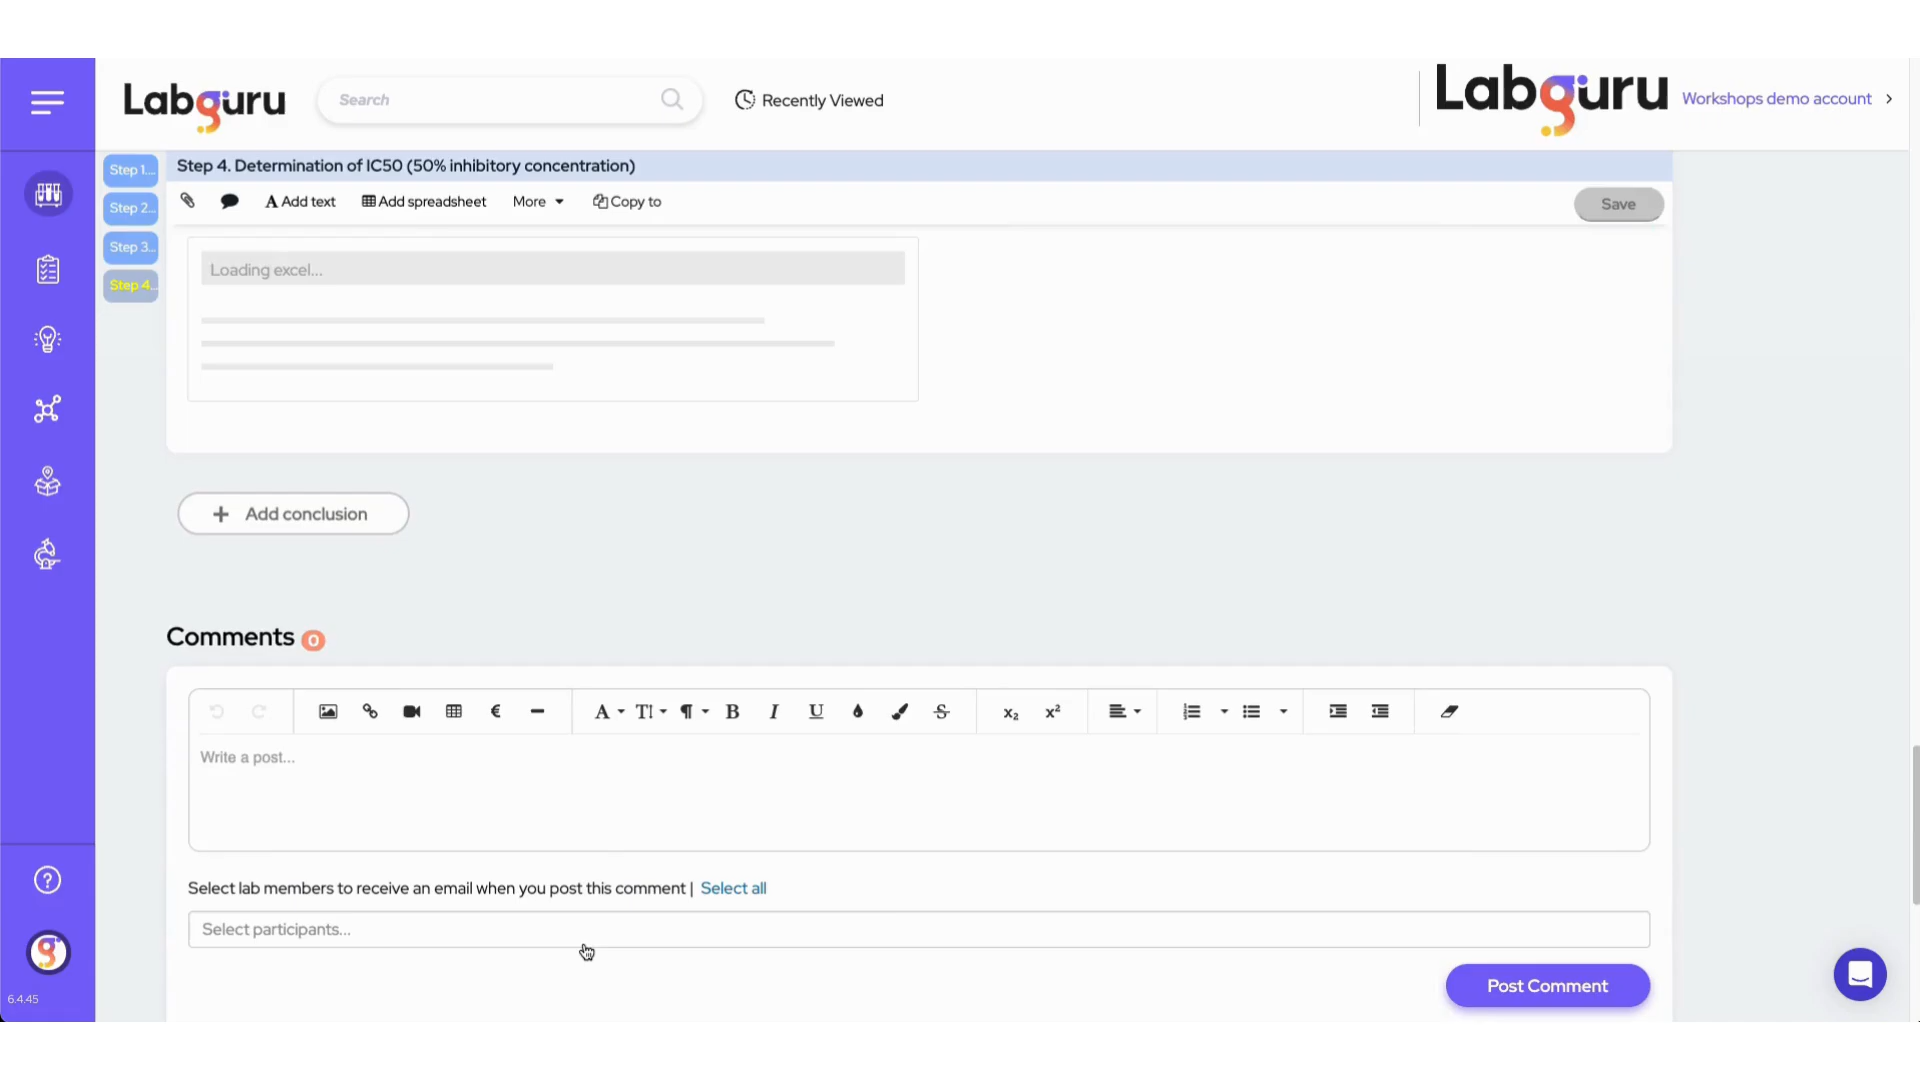 Labguru
Search
Recently Viewed
Labguru
Workshops demo account
Step 1...
Step 2...
Step 3...
Step 4...
Step 4. Determination of IC50 (50% inhibitory concentration)
Add text
Add spreadsheet
More
Copy to
Save
Loading excel...
+ Add conclusion
Comments 0
Write a post...
Select lab members to receive an email when you post this comment | Select all
Select participants...
Post Comment
6.4.45